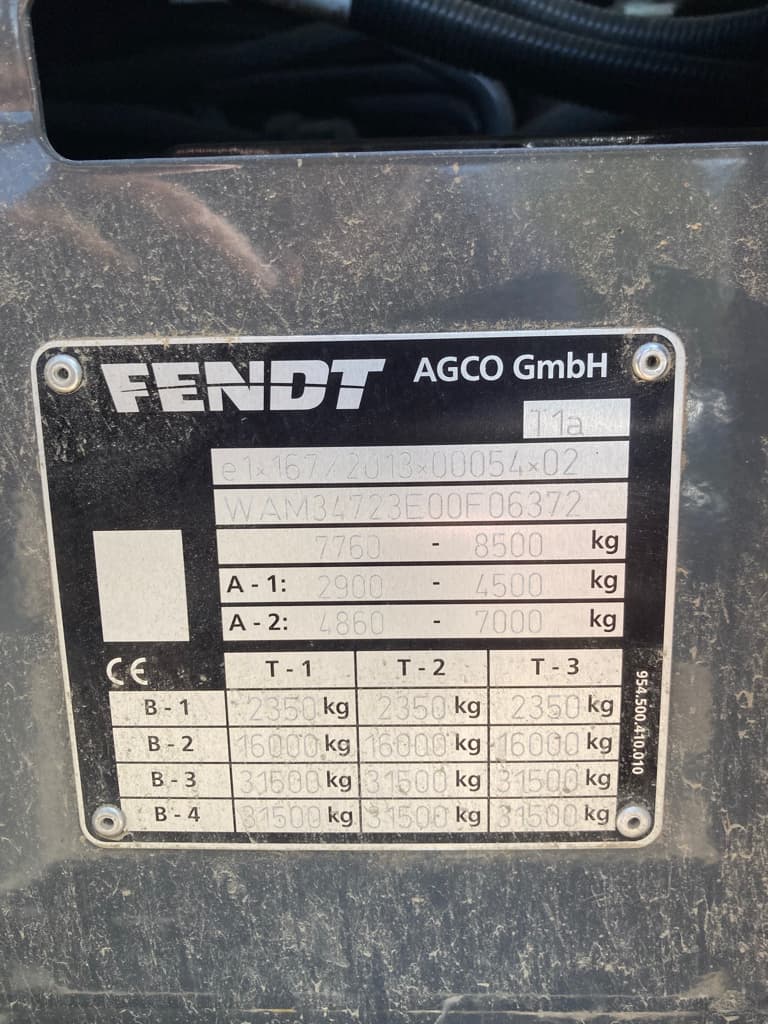 FENDT AGCO GmbH
T1a
e1*167/2013*00054*02
WAM34723E00F06372
7760 - 8500 kg
A - 1: 2900 - 4500 kg
A - 2: 4860 - 7000 kg
CE T - 1 T - 2 T - 3
B - 1 2350 kg 2350 kg 2350 kg
B - 2 16000 kg 16000 kg 16000 kg
B - 3 31500 kg 31500 kg 31500 kg
B - 4 31500 kg 31500 kg 31500 kg
954.500.410.010